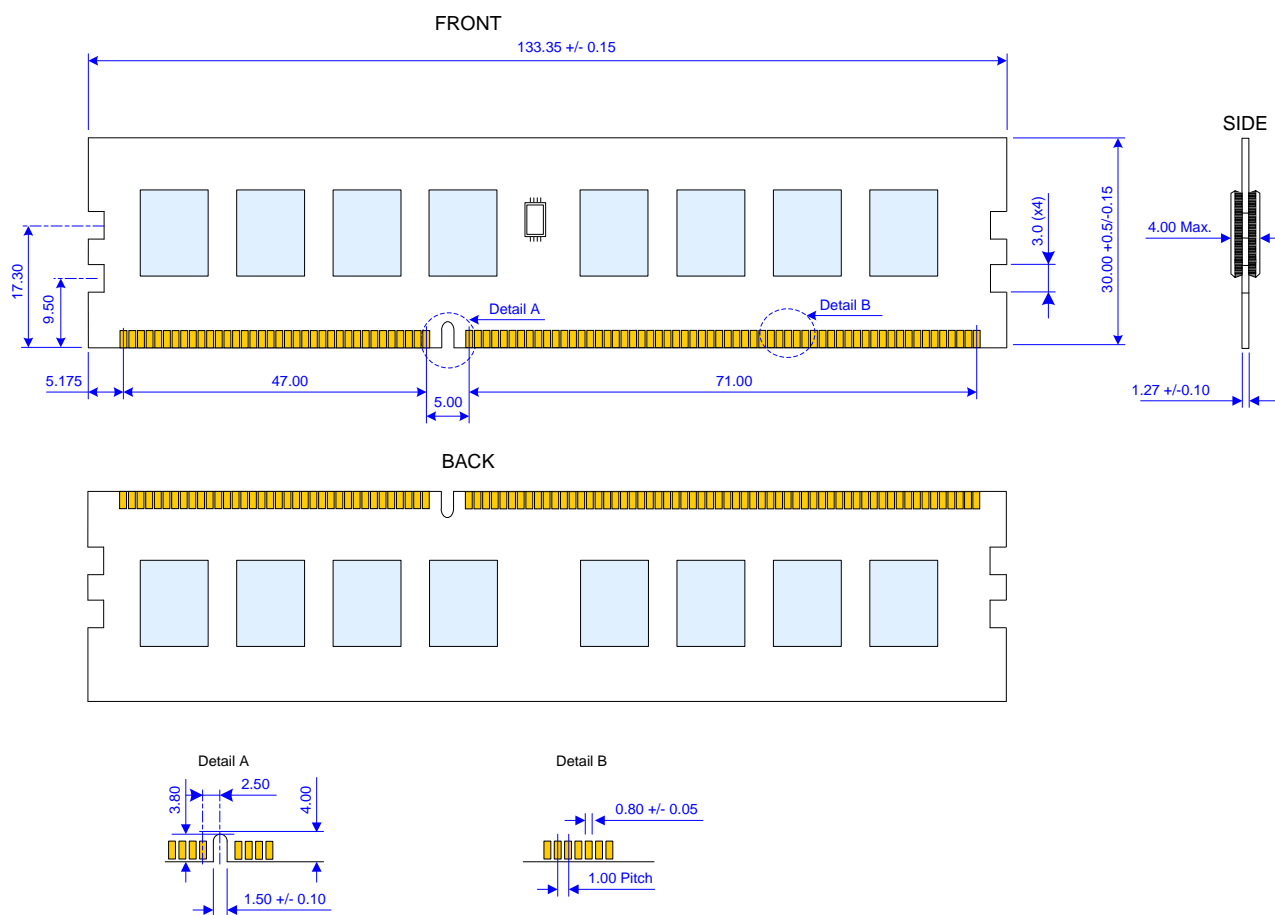 FRONT
133.35 +/- 0.15
SIDE
4.00 Max.
30.00 +0.5/-0.15
3.0 (x4)
17.30
9.50
Detail A
Detail B
5.175
47.00
71.00
5.00
1.27 +/-0.10
BACK
Detail A
Detail B
3.80
2.50
4.00
0.80 +/- 0.05
1.00 Pitch
1.50 +/- 0.10